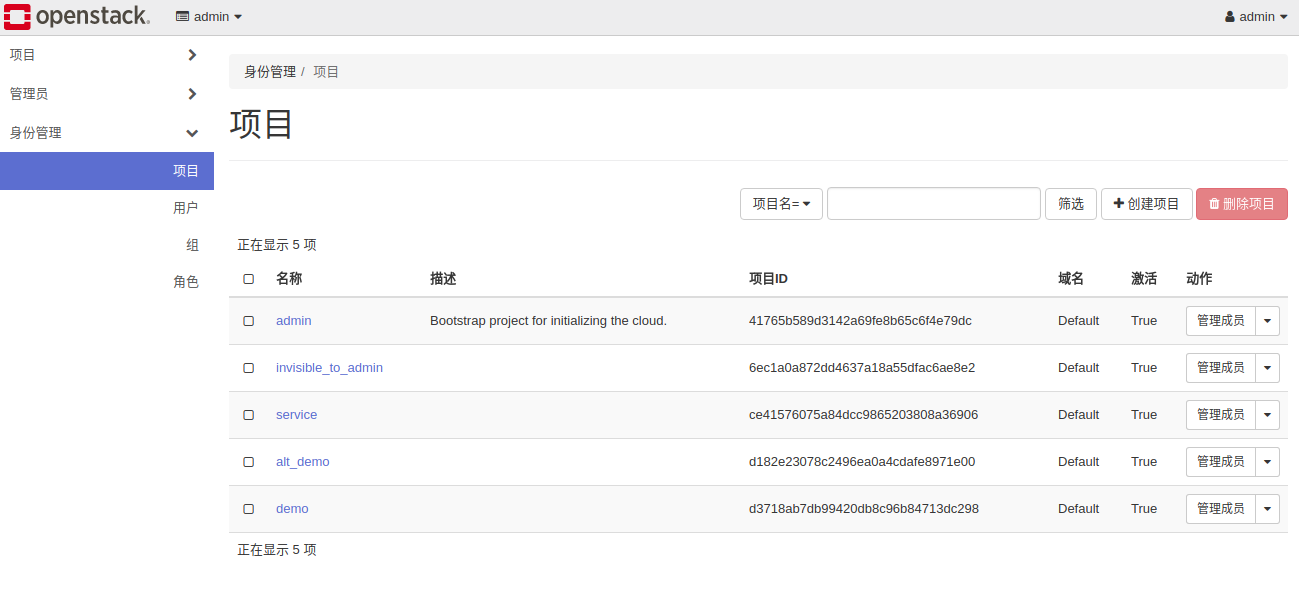 openstack. admin admin
项目
管理员
身份管理
项目
用户
组
角色
身份管理 / 项目
项目
项目名= 筛选 创建项目 删除项目
正在显示 5 项
名称 描述 项目ID 域名 激活 动作
admin Bootstrap project for initializing the cloud. 41765b589d3142a69fe8b65c6f4e79dc Default True 管理成员
invisible_to_admin 6ec1a0a872dd4637a18a55dfac6ae8e2 Default True 管理成员
service ce41576075a84dcc9865203808a36906 Default True 管理成员
alt_demo d182e23078c2496ea0a4cdafe8971e00 Default True 管理成员
demo d3718ab7db99420db8c96b84713dc298 Default True 管理成员
正在显示 5 项